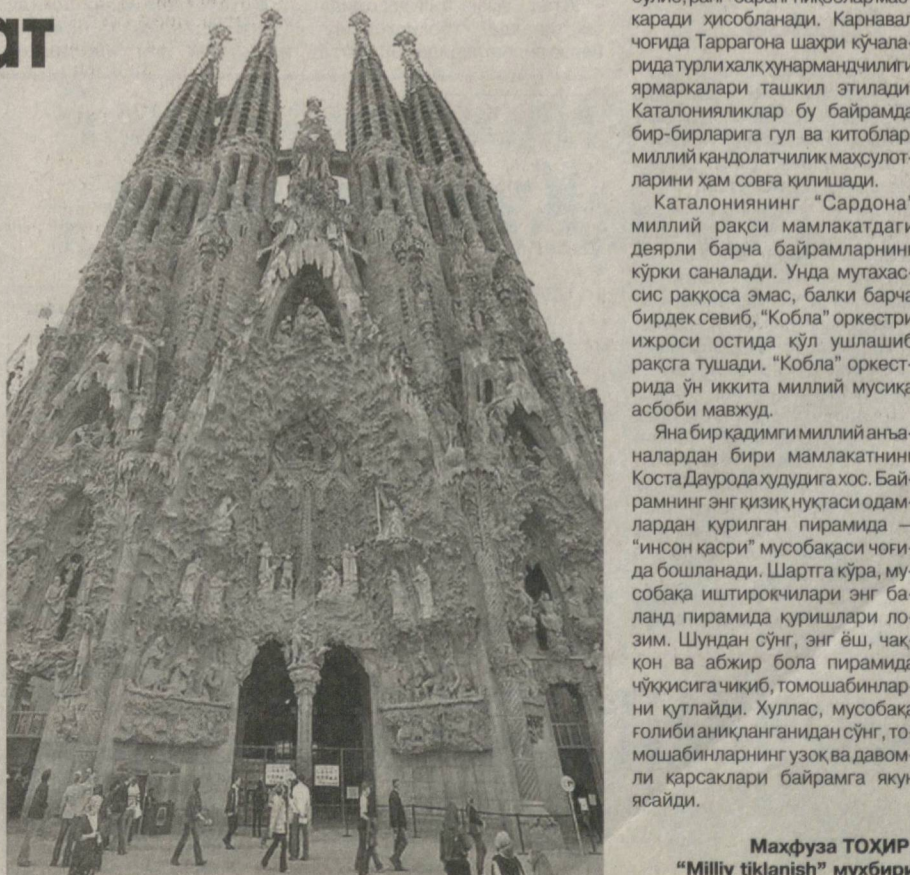 ат
каради ҳисобланади. Карнавал
чоғида Таррагона шаҳри кўчала-
рида турли халқ ҳунармандчилиги
ярмаркалари ташкил этилади.
Каталонияликлар бу байрамда
бир-бирларига гул ва китоблар,
миллий қандолатчилик маҳсулот-
ларини ҳам совға қилишади.
Каталониянинг “Сардона”
миллий рақси мамлакатдаги
деярли барча байрамларнинг
кўрки саналади. Унда мутахас-
сис раққоса эмас, балки барча
бирдек севиб, “Кобла” оркестри
ижроси остида қўл ушлашиб
рақсга тушади. “Кобла” оркест-
рида ўн иккита миллий мусиқа
асбоби мавжуд.
Яна бир қадимги миллий анъа-
налардан бири мамлакатнинг
Коста Даурода ҳудудига хос. Бай-
рамнинг энг қизиқ нуқтаси одам-
лардан қурилган пирамида —
“инсон қасри” мусобақаси чоғи-
да бошланади. Шартга кўра, му-
собақа иштирокчилари энг ба-
ланд пирамида қуришлари ло-
зим. Шундан сўнг, энг ёш, чақ-
қон ва абжир бола пирамида
чўққисига чиқиб, томошабинлар-
ни қутлайди. Хуллас, мусобақа
ғолиби аниқланганидан сўнг, то-
мошабинларнинг узоқ ва давом-
ли қарсаклари байрамга якун
ясайди.
Махфуза ТОҲИР
“Milliy tiklanish” мухбири